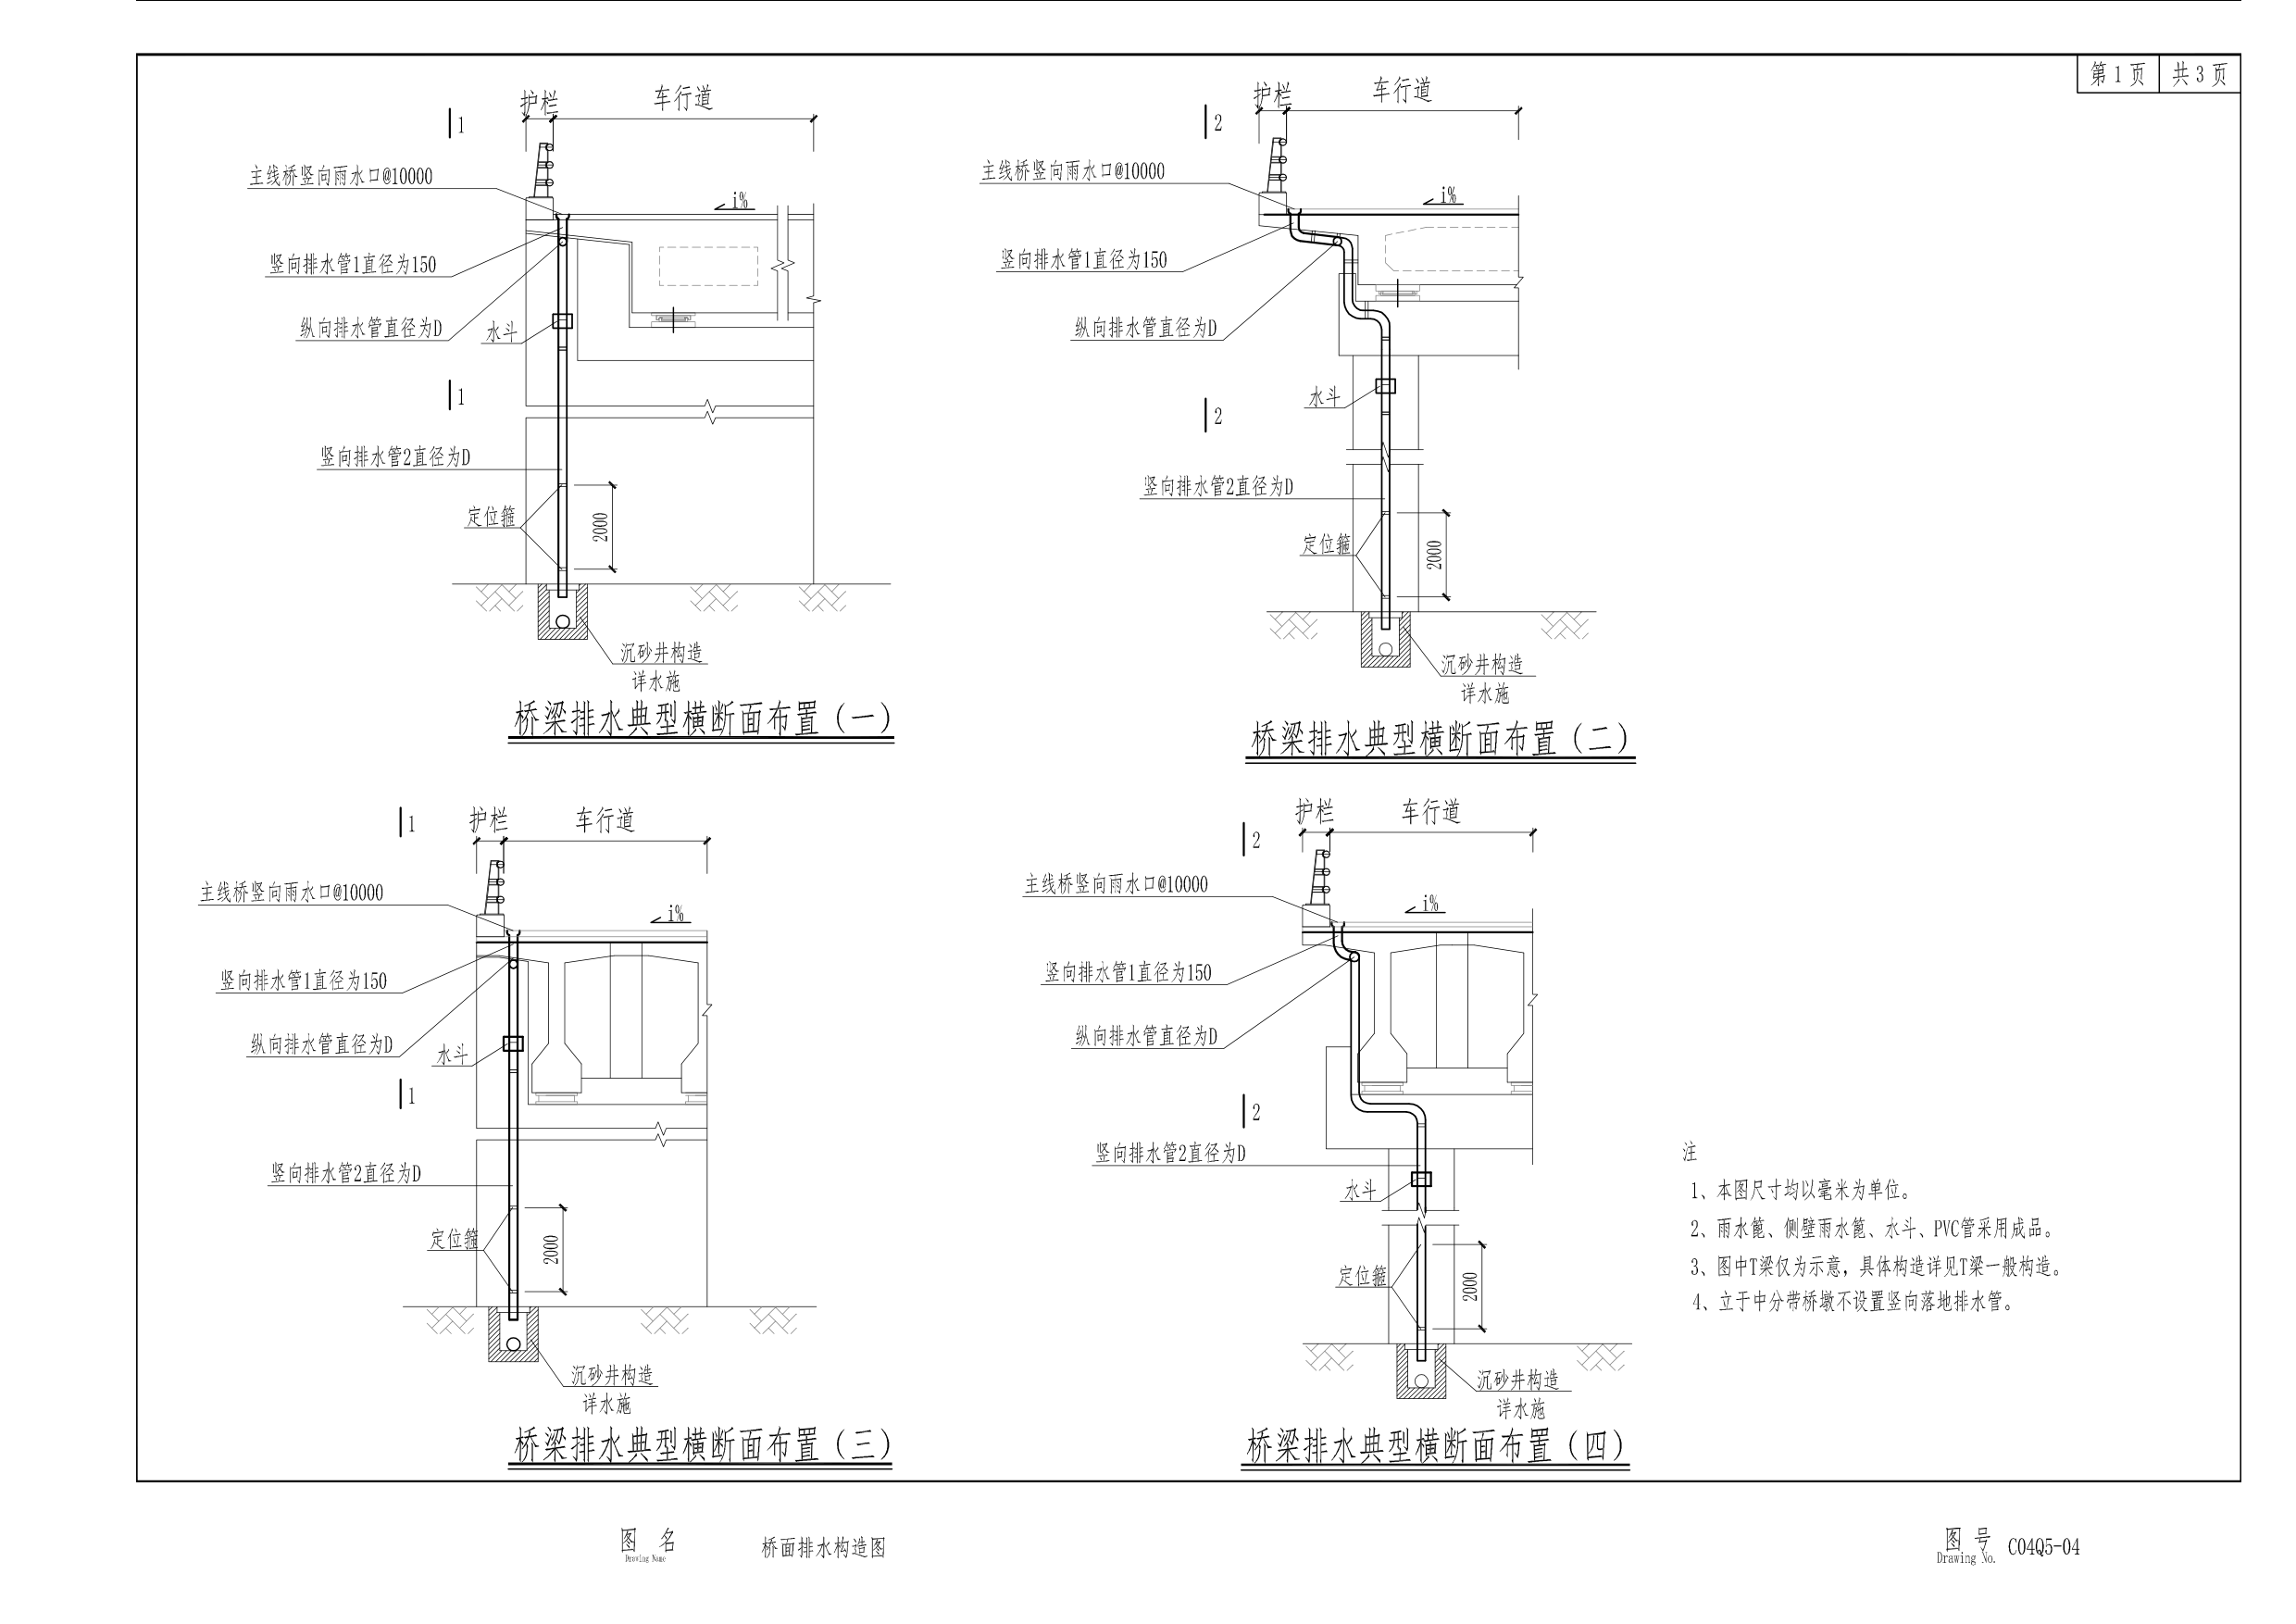 第 1 页 共 3 页
护栏 车行道
1
主线桥竖向雨水口@10000
i%
竖向排水管1直径为150
纵向排水管直径为D
水斗
1
竖向排水管2直径为D
定位箍
2000
沉砂井构造
详水施
桥梁排水典型横断面布置（一）
护栏 车行道
2
主线桥竖向雨水口@10000
i%
竖向排水管1直径为150
纵向排水管直径为D
水斗
2
竖向排水管2直径为D
定位箍
2000
沉砂井构造
详水施
桥梁排水典型横断面布置（二）
护栏 车行道
1
主线桥竖向雨水口@10000
i%
竖向排水管1直径为150
纵向排水管直径为D
水斗
1
竖向排水管2直径为D
定位箍
2000
沉砂井构造
详水施
桥梁排水典型横断面布置（三）
护栏 车行道
2
主线桥竖向雨水口@10000
i%
竖向排水管1直径为150
纵向排水管直径为D
2
竖向排水管2直径为D
水斗
定位箍
2000
沉砂井构造
详水施
桥梁排水典型横断面布置（四）
注
1、本图尺寸均以毫米为单位。
2、雨水篦、侧壁雨水篦、水斗、PVC管采用成品。
3、图中T梁仅为示意，具体构造详见T梁一般构造。
4、立于中分带桥墩不设置竖向落地排水管。
图 名 桥面排水构造图
Drawing Name
图 号 C04Q5-04
Drawing No.